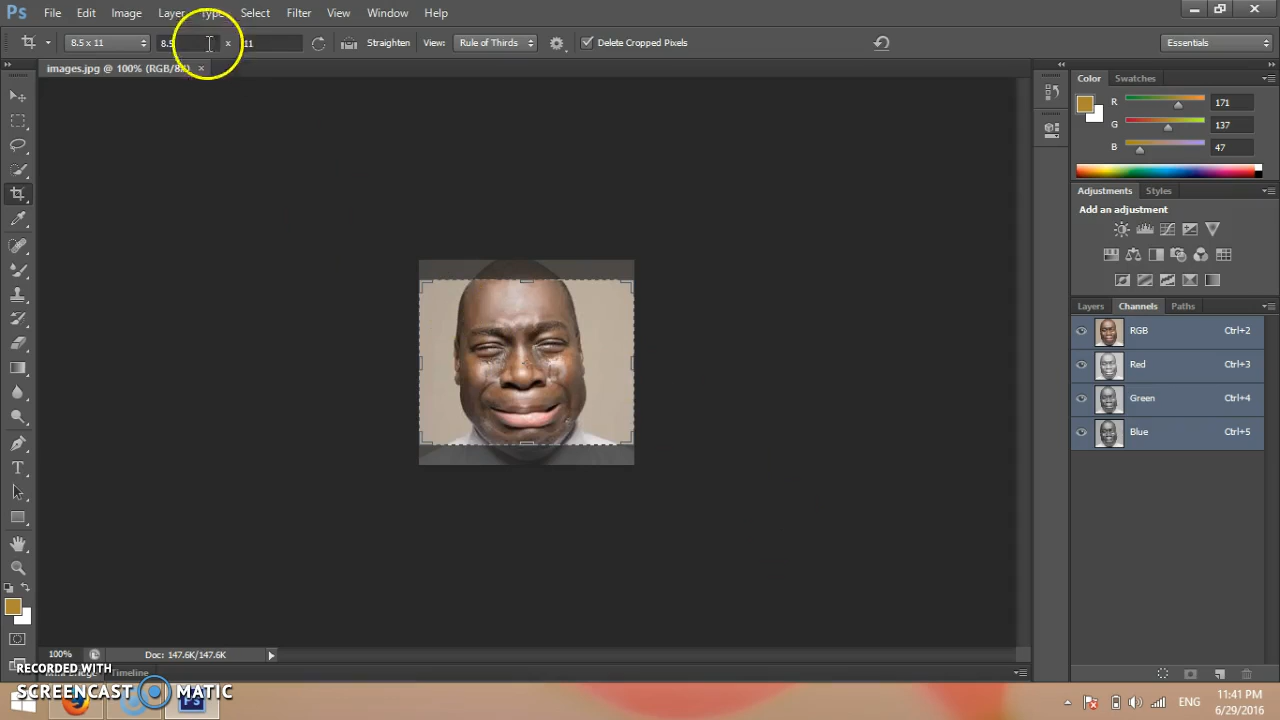 Ps File Edit Image Layer Type Select Filter View Window Help
8.5 x 11 8.5 x 11 Straighten View: Rule of Thirds Delete Cropped Pixels Essentials
images.jpg @ 100% (RGB/8#) ×
Color Swatches
R 171
G 137
B 47
Adjustments Styles
Add an adjustment
Layers Channels Paths
RGB Ctrl+2
Red Ctrl+3
Green Ctrl+4
Blue Ctrl+5
100% Doc: 147.6K/147.6K
Timeline
RECORDED WITH
SCREENCAST MATIC
Ps ENG 11:41 PM
6/29/2016